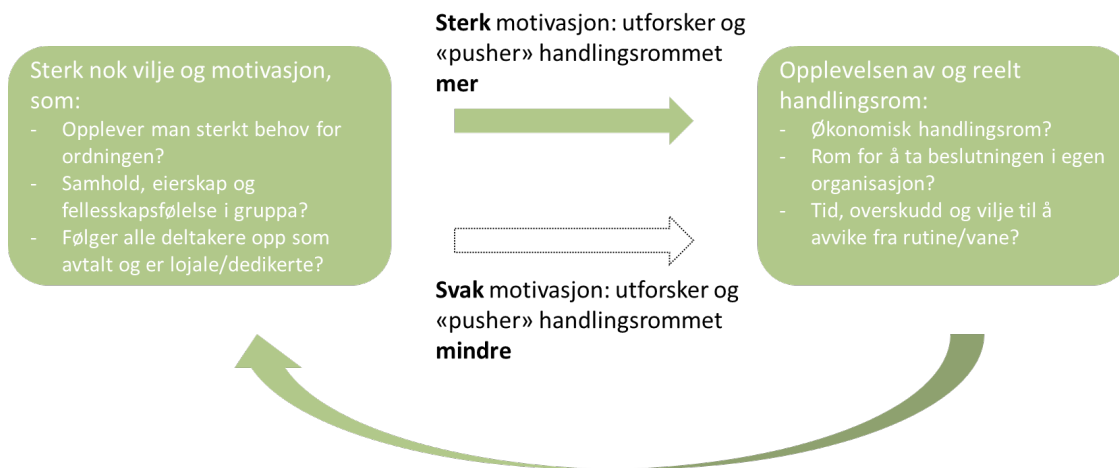 Sterk nok vilje og motivasjon,
som:
- Opplever man sterkt behov for
ordningen?
- Samhold, eierskap og
fellesskapsfølelse i gruppa?
- Følger alle deltakere opp som
avtalt og er lojale/dedikerte?
Sterk motivasjon: utforsker og
«pusher» handlingsrommet
mer
Svak motivasjon: utforsker og
«pusher» handlingsrommet
mindre
Opplevelsen av og reelt
handlingsrom:
- Økonomisk handlingsrom?
- Rom for å ta beslutningen i egen
organisasjon?
- Tid, overskudd og vilje til å
avvike fra rutine/vane?